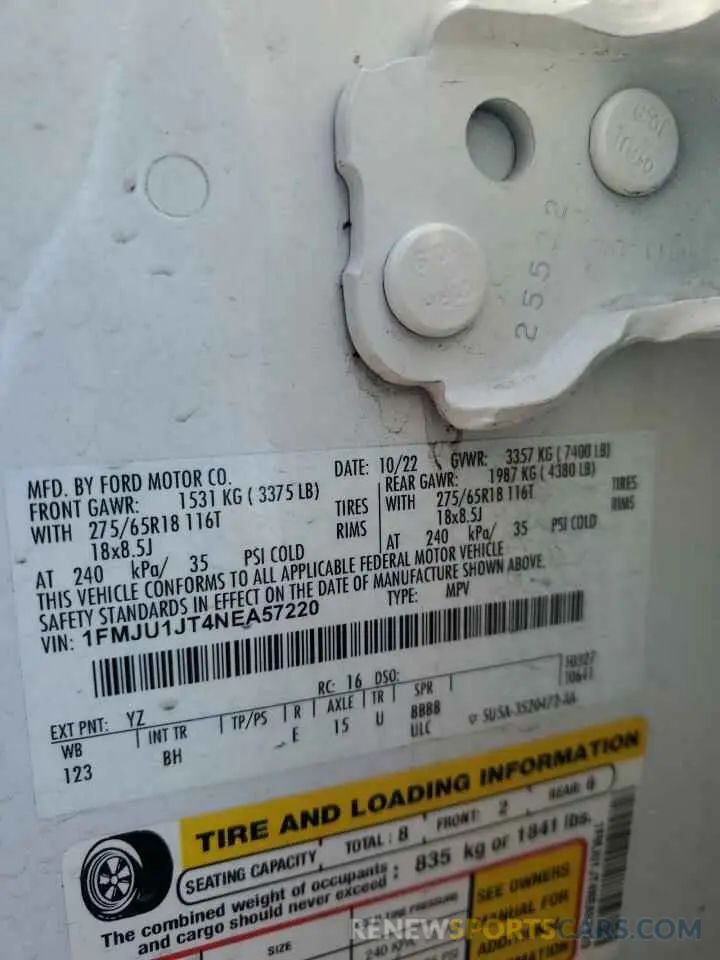 25522
MFD. BY FORD MOTOR CO.
DATE: 10/22 GVWR: 3357 KG (7400 LB)
FRONT GAWR: 1531 KG (3375 LB)
REAR GAWR: 1987 KG (4380 LB)
WITH 275/65R18 116T TIRES
WITH 275/65R18 116T TIRES
18x8.5J RIMS
18x8.5J RIMS
AT 240 kPa/ 35 PSI COLD
AT 240 kPa/ 35 PSI COLD
THIS VEHICLE CONFORMS TO ALL APPLICABLE FEDERAL MOTOR VEHICLE
SAFETY STANDARDS IN EFFECT ON THE DATE OF MANUFACTURE SHOWN ABOVE.
VIN: 1FMJU1JT4NEA57220
TYPE: MPV
EXT PNT: YZ RC: 16 DSO:
WB INT TR TP/PS R AXLE TR SPR
123 BH E 15 U BBBB
ULC
TIRE AND LOADING INFORMATION
SEATING CAPACITY TOTAL: 8 FRONT: 2 REAR: 6
The combined weight of occupants and cargo should never exceed: 835 kg or 1841 lbs.
SIZE
SEE OWNERS
MANUAL FOR
RENEWSPORTSCARS.COM